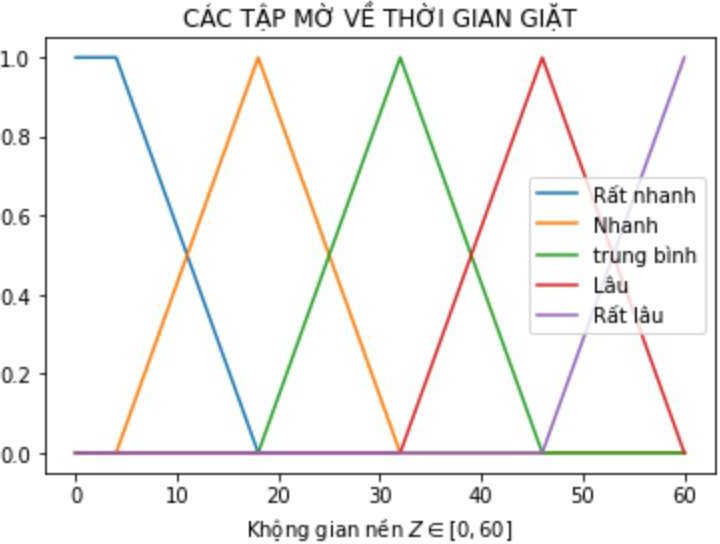 CÁC TẬP MỜ VỀ THỜI GIAN GIẶT
1.0
0.8
0.6
0.4
0.2
0.0
Rất nhanh
Nhanh
trung bình
Lâu
Rất lâu
0 10 20 30 40 50 60
Không gian nền Z ∈ [0, 60]